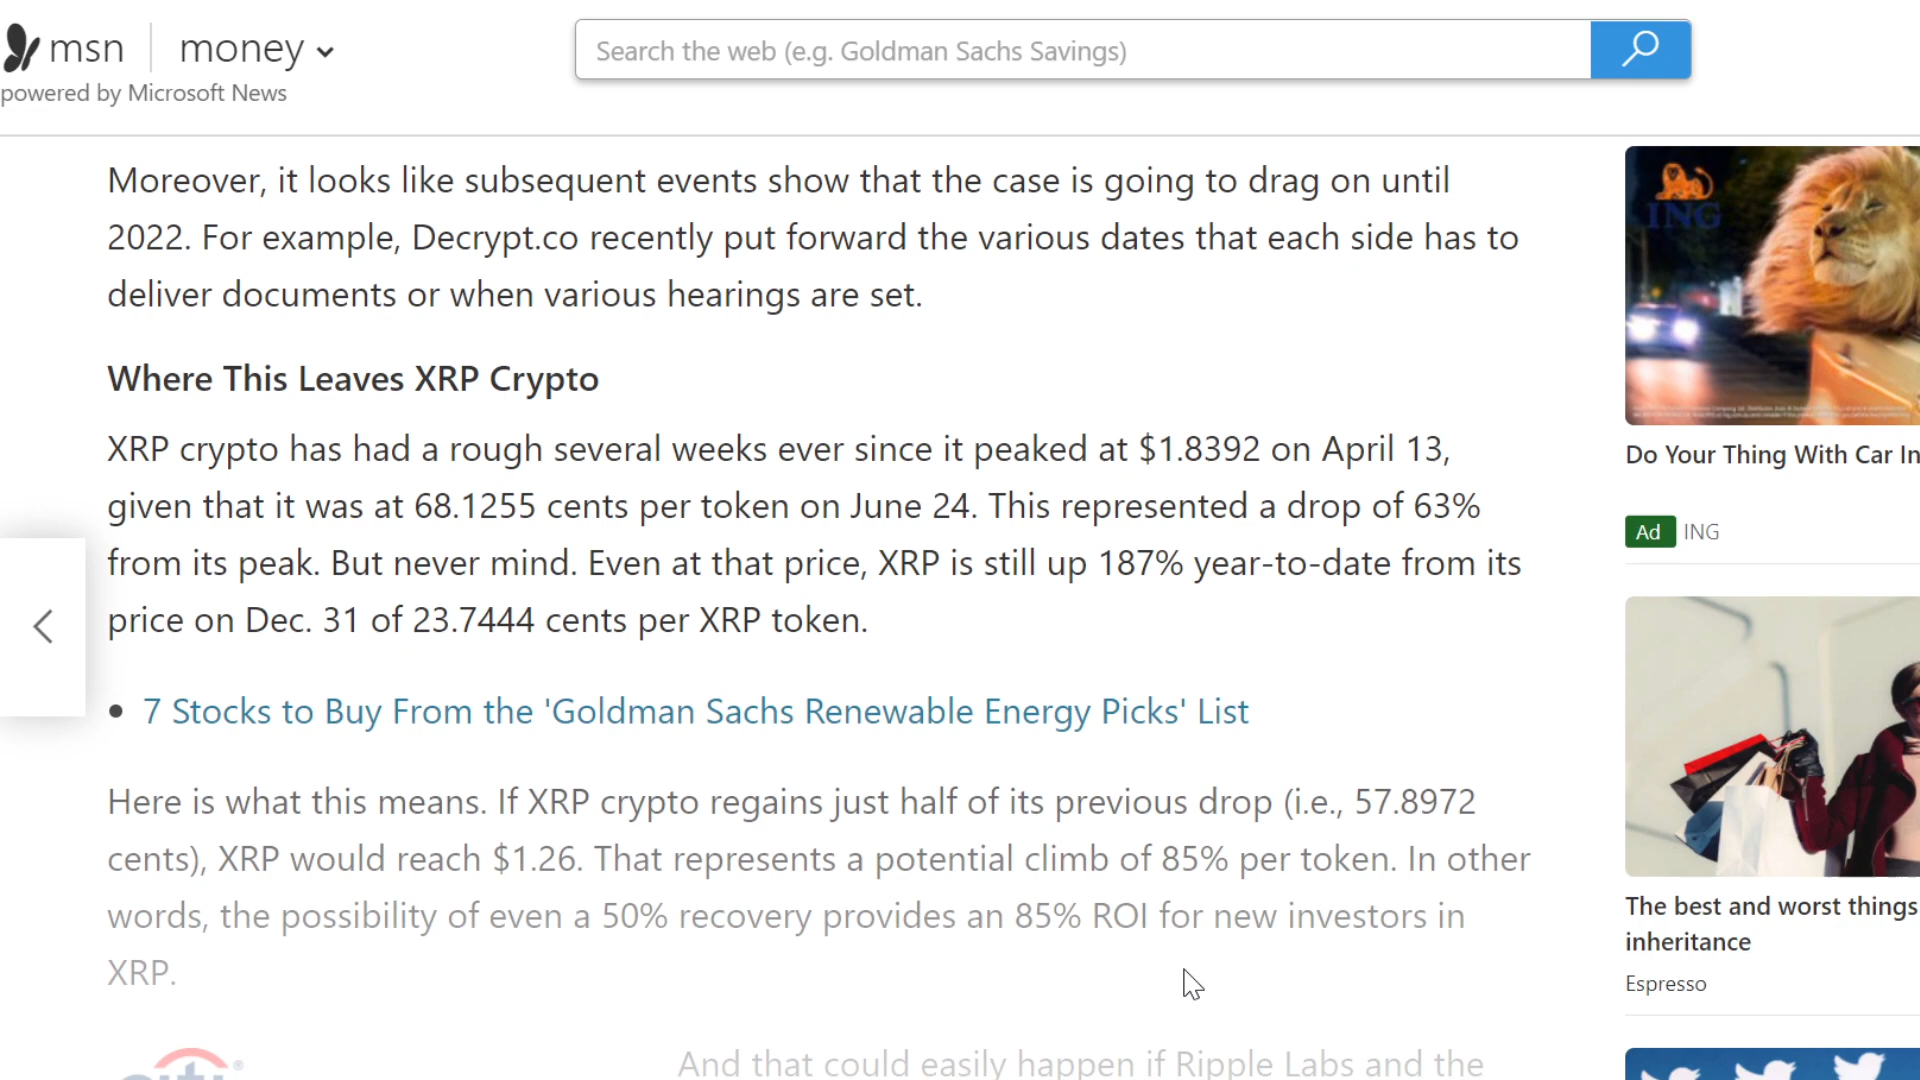 msn
money
powered by Microsoft News
Search the web (e.g. Goldman Sachs Savings)
Moreover, it looks like subsequent events show that the case is going to drag on until
2022. For example, Decrypt.co recently put forward the various dates that each side has to
deliver documents or when various hearings are set.
Where This Leaves XRP Crypto
XRP crypto has had a rough several weeks ever since it peaked at $1.8392 on April 13,
given that it was at 68.1255 cents per token on June 24. This represented a drop of 63%
from its peak. But never mind. Even at that price, XRP is still up 187% year-to-date from its
price on Dec. 31 of 23.7444 cents per XRP token.
• 7 Stocks to Buy From the 'Goldman Sachs Renewable Energy Picks' List
Here is what this means. If XRP crypto regains just half of its previous drop (i.e., 57.8972
cents), XRP would reach $1.26. That represents a potential climb of 85% per token. In other
words, the possibility of even a 50% recovery provides an 85% ROI for new investors in
XRP.
citi®
And that could easily happen if Ripple Labs and the
ING
Do Your Thing With Car In
Ad ING
The best and worst things
inheritance
Espresso